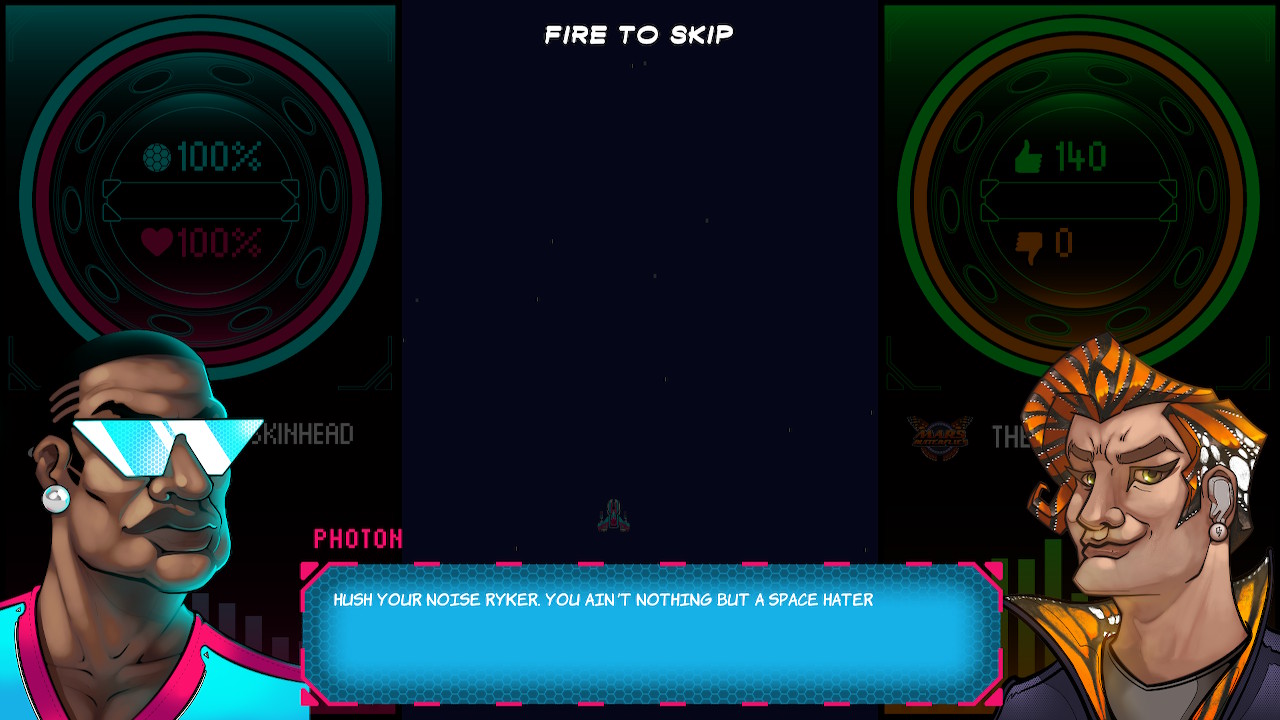 FIRE TO SKIP
100%
100%
140
0
SKINHEAD
THE
PHOTON
HUSH YOUR NOISE RYKER. YOU AIN'T NOTHING BUT A SPACE HATER